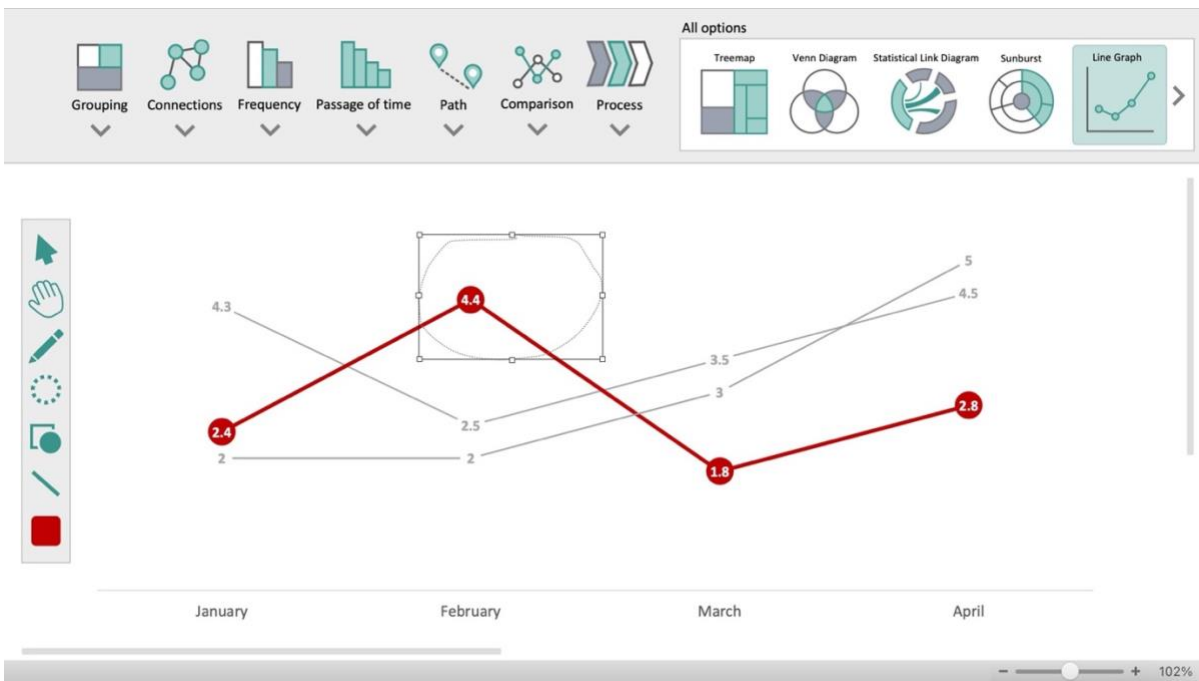 All options
Grouping
Connections
Frequency
Passage of time
Path
Comparison
Process
Treemap
Venn Diagram
Statistical Link Diagram
Sunburst
Line Graph
5
4.5
4.3
4.4
3.5
3
2.8
2.4
2.5
2
2
1.8
January
February
March
April
102%